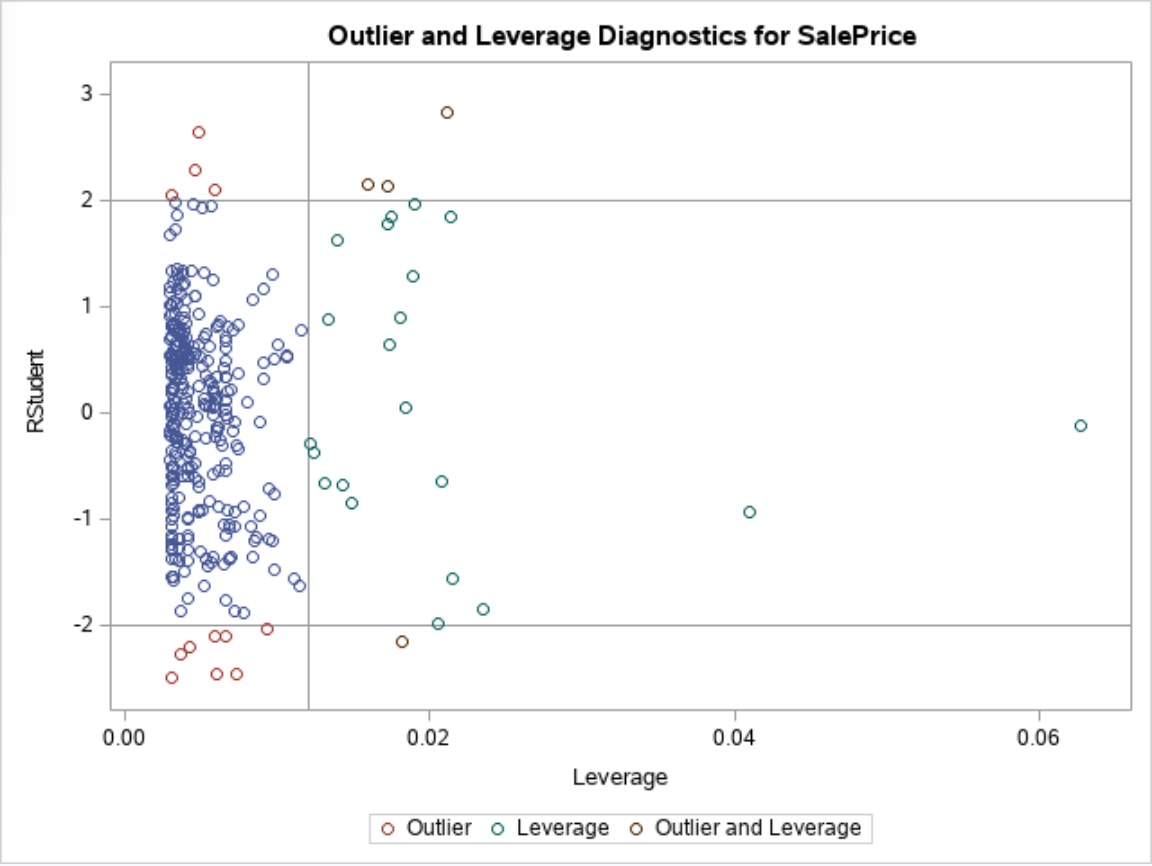 Outlier and Leverage Diagnostics for SalePrice
3
2
1
0
-1
-2
RStudent
0.00 0.02 0.04 0.06
Leverage
Outlier Leverage Outlier and Leverage